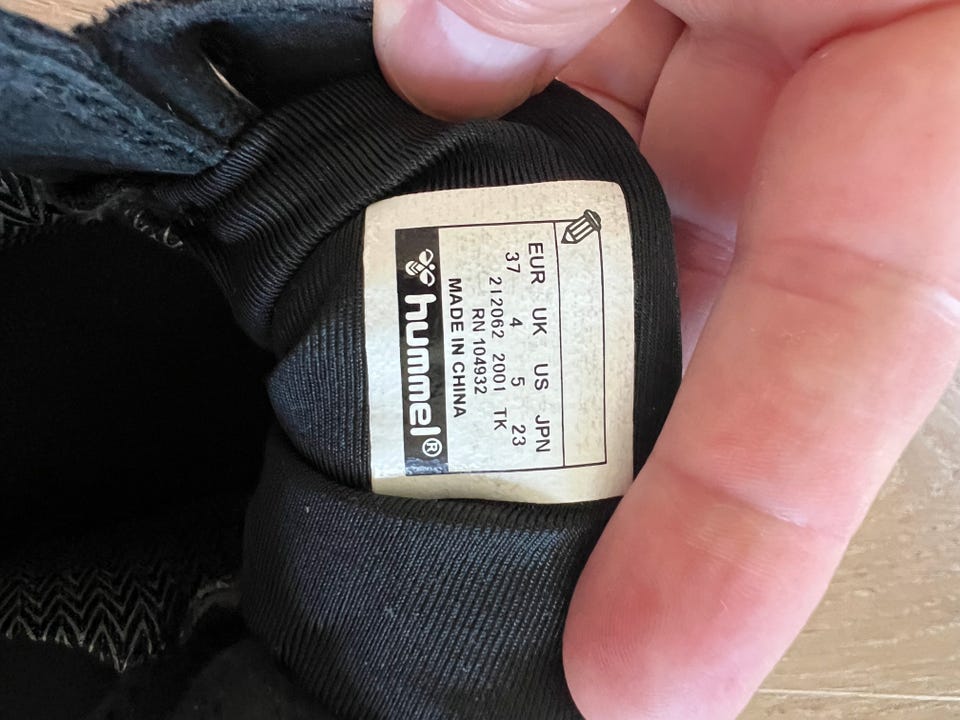 EUR UK US JPN
37 4 5 23
212062 2001 TK
RN 104932
MADE IN CHINA
hummel®